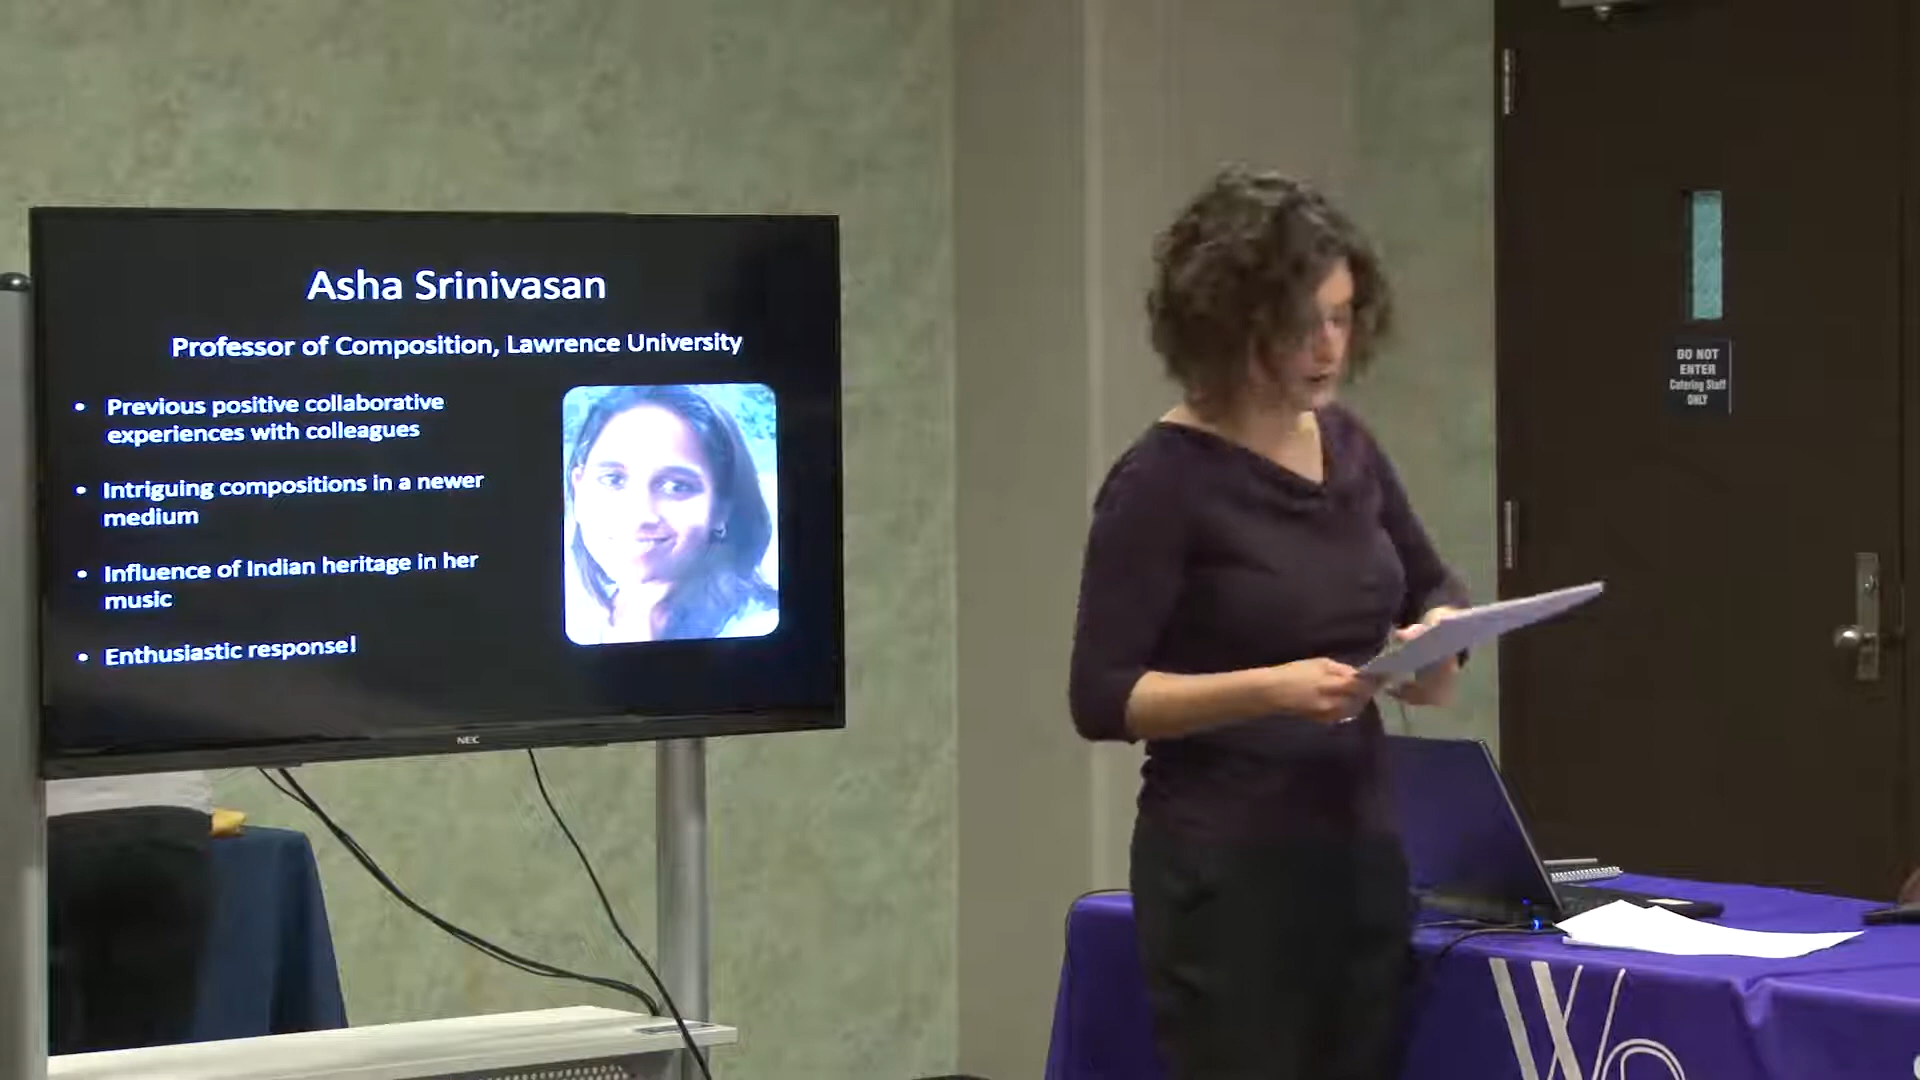 Asha Srinivasan
Professor of Composition, Lawrence University
• Previous positive collaborative
experiences with colleagues
• Intriguing compositions in a newer
medium
• Influence of Indian heritage in her
music
• Enthusiastic response!
NEC
DO NOT
ENTER
Catering Staff
ONLY